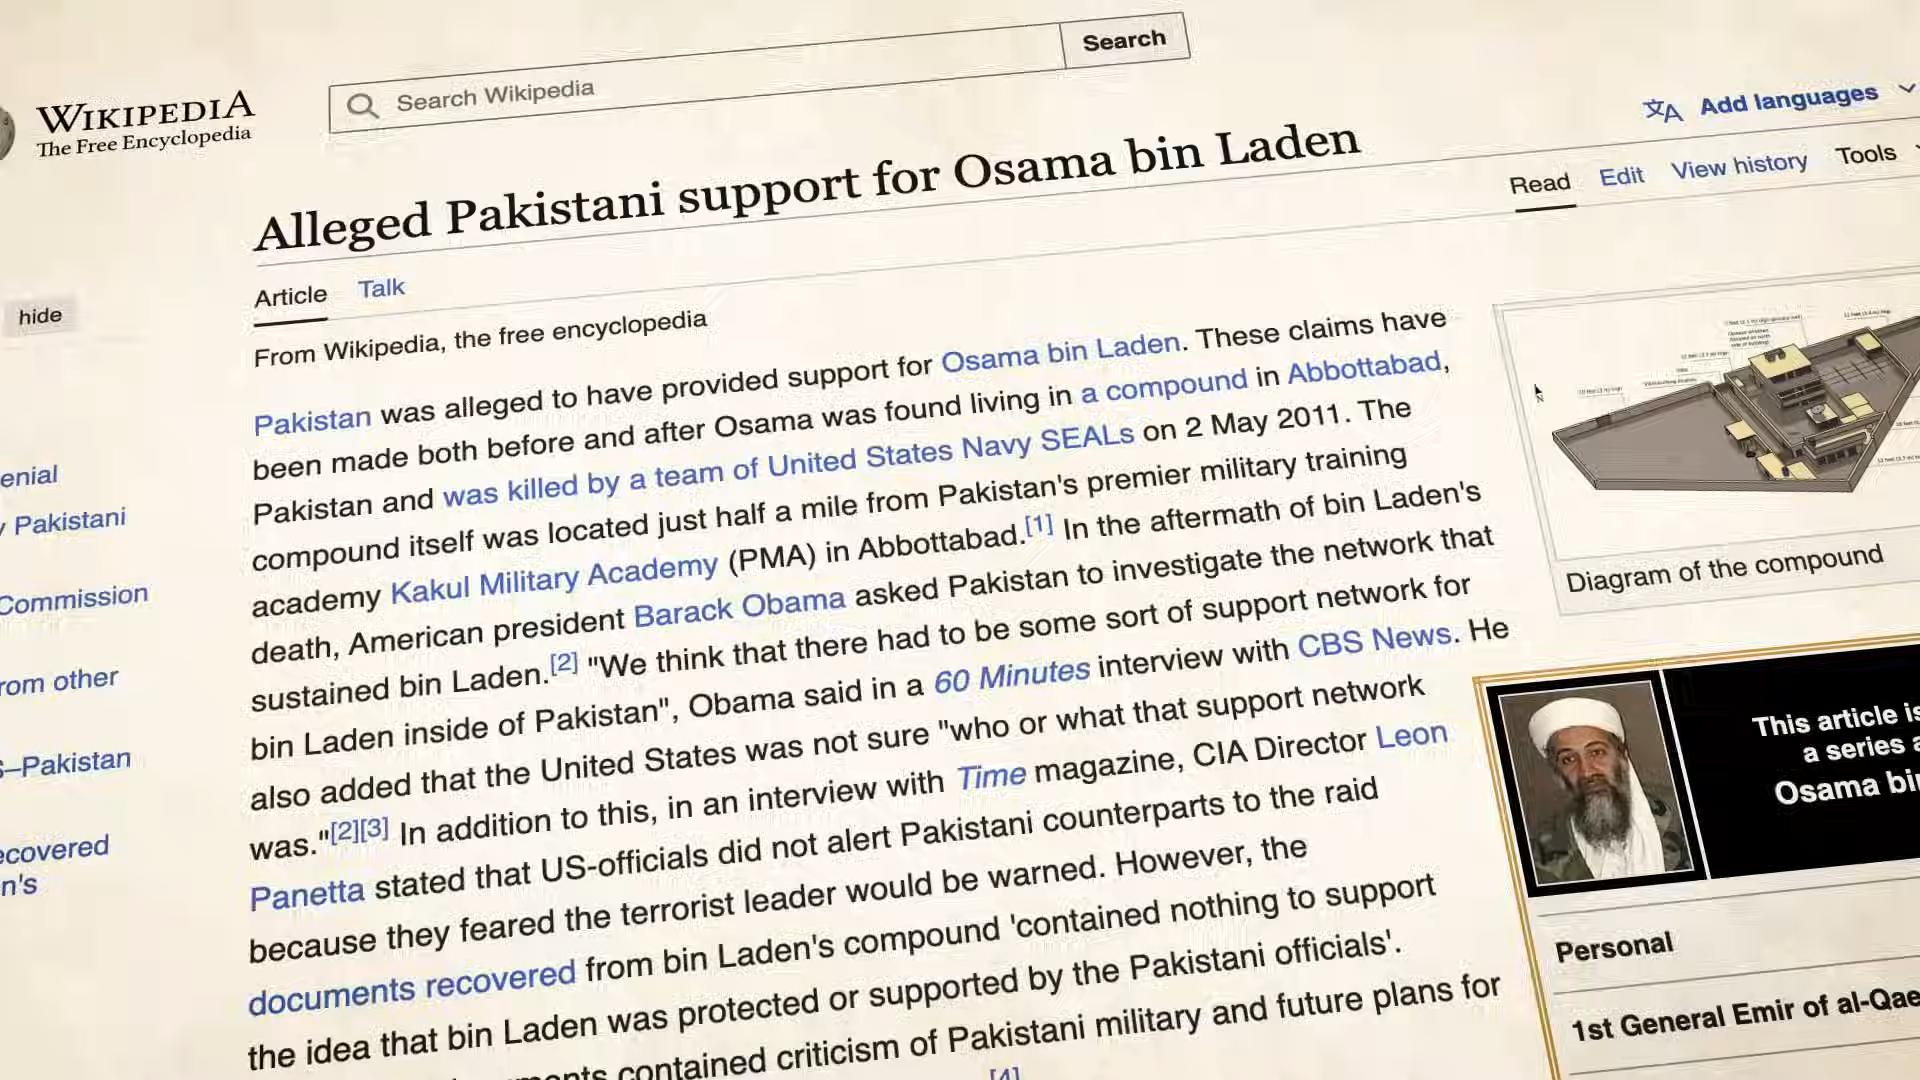 WIKIPEDIA
The Free Encyclopedia
Search Wikipedia
Search
Add languages
Alleged Pakistani support for Osama bin Laden
Read Edit View history Tools
Article Talk
hide
From Wikipedia, the free encyclopedia
Pakistan was alleged to have provided support for Osama bin Laden. These claims have
been made both before and after Osama was found living in a compound in Abbottabad,
Pakistan and was killed by a team of United States Navy SEALs on 2 May 2011. The
compound itself was located just half a mile from Pakistan's premier military training
academy Kakul Military Academy (PMA) in Abbottabad.[1] In the aftermath of bin Laden's
death, American president Barack Obama asked Pakistan to investigate the network that
sustained bin Laden.[2] "We think that there had to be some sort of support network for
bin Laden inside of Pakistan", Obama said in a 60 Minutes interview with CBS News. He
also added that the United States was not sure "who or what that support network
was."[2][3] In addition to this, in an interview with Time magazine, CIA Director Leon
Panetta stated that US-officials did not alert Pakistani counterparts to the raid
because they feared the terrorist leader would be warned. However, the
documents recovered from bin Laden's compound 'contained nothing to support
the idea that bin Laden was protected or supported by the Pakistani officials'.
contained criticism of Pakistani military and future plans for
[4]
enial
y Pakistani
Commission
rom other
S–Pakistan
ecovered
n's
Diagram of the compound
This article is
a series a
Osama bin
Personal
1st General Emir of al-Qae